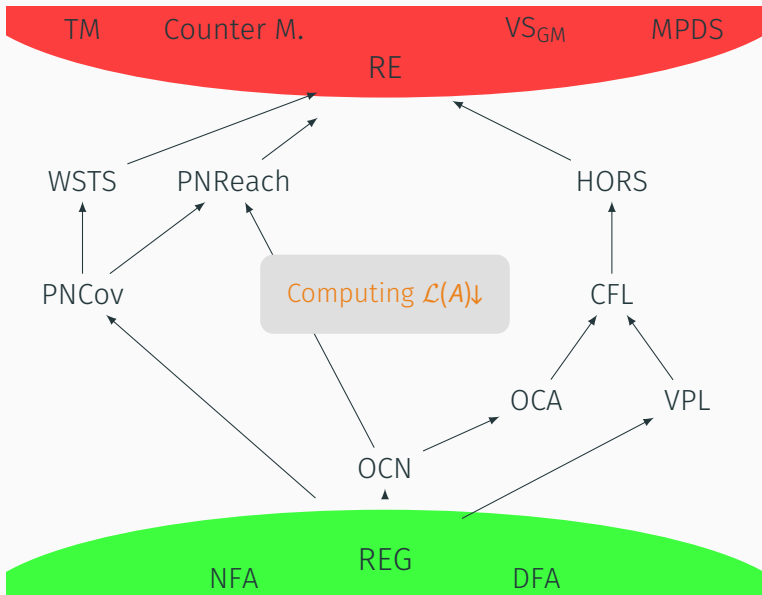 TM Counter M. VS_GM MPDS
RE
WSTS PNReach HORS
PNCov Computing 𝓛(A)↓ CFL
OCA VPL
OCN
REG
NFA DFA